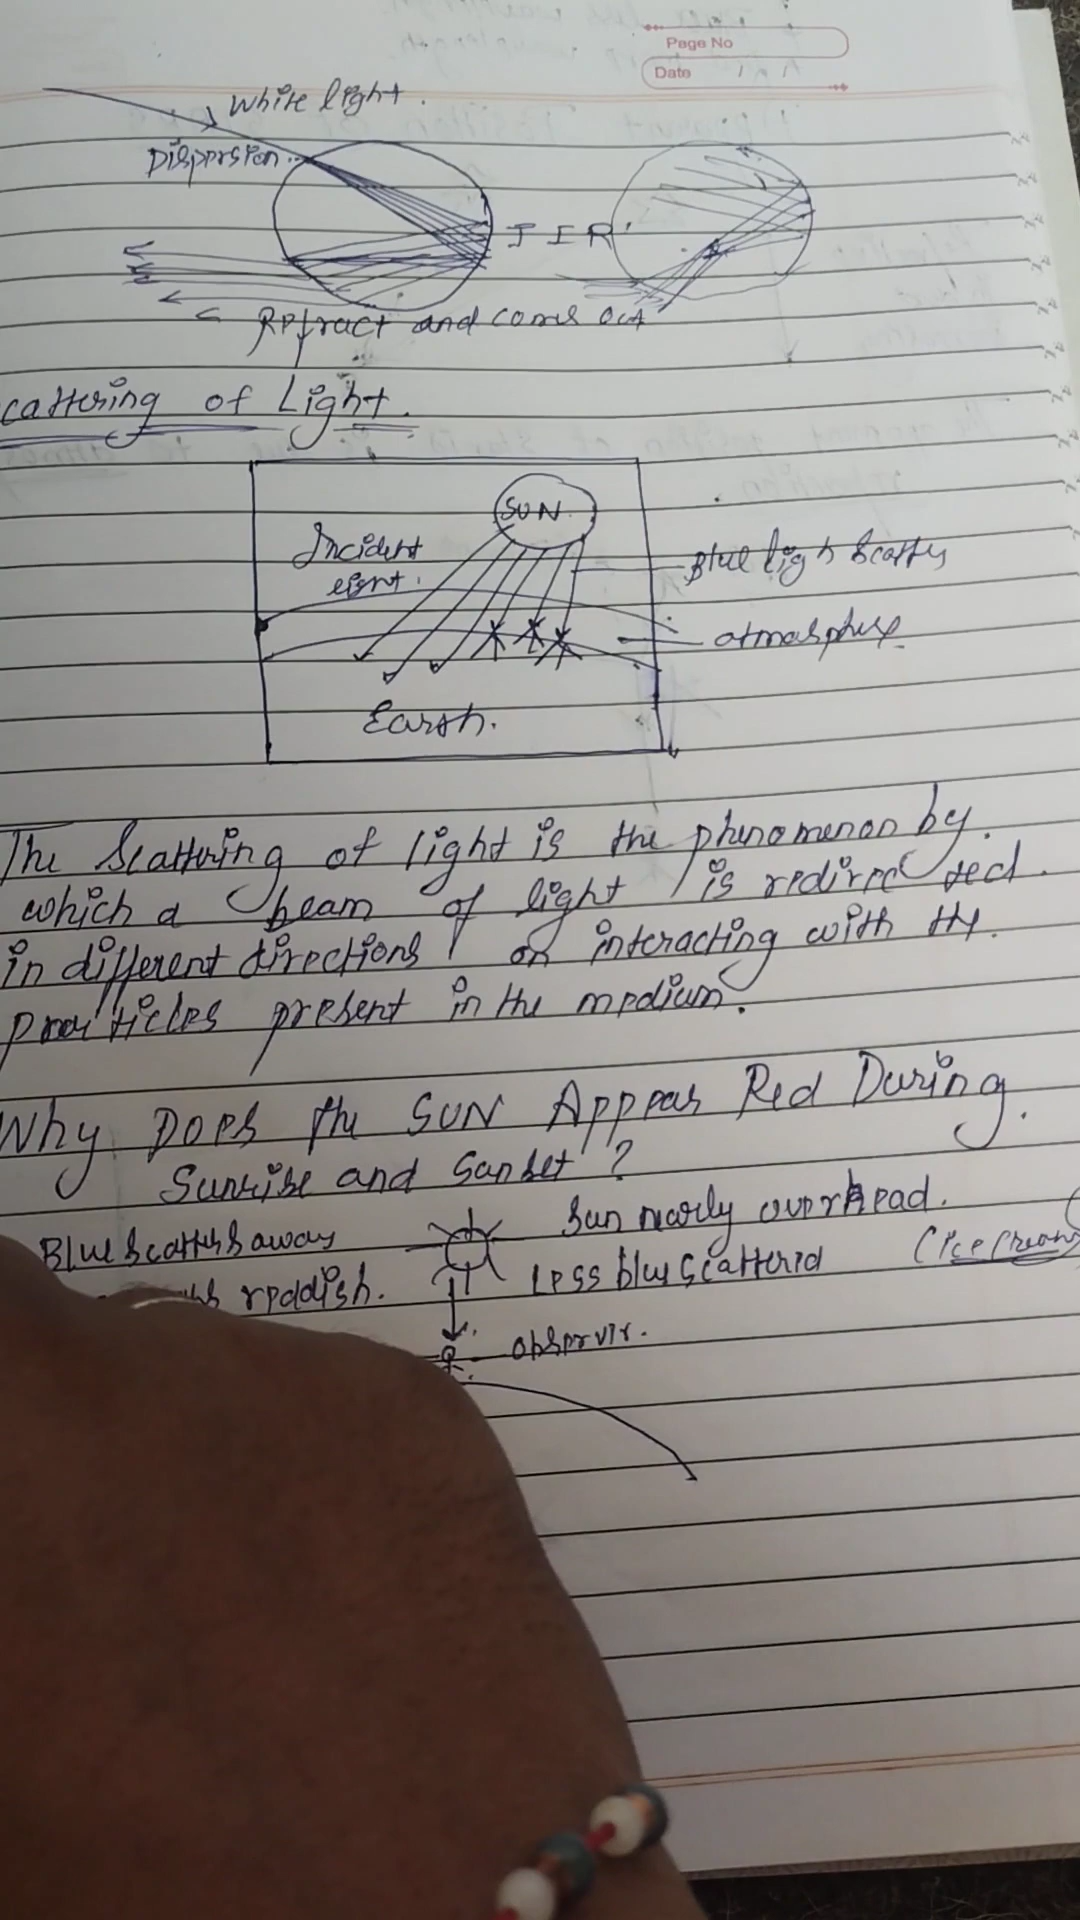 Page No
Date / /
White light.
Dispersion
TIR
Refract and comes out
cattering of Light.
SUN
Incident
light.
Blue light Scatters
atmosphere
Earth.
The Scattering of light is the phenomenon by.
which a beam of light is redirected.
in different directions on interacting with the.
particles present in the medium.
Why Does the SUN Appear Red During.
Sunrise and Sunset?
Blue scatters away
Sun nearly overhead.
reddish.
Less blue scattered
observer.